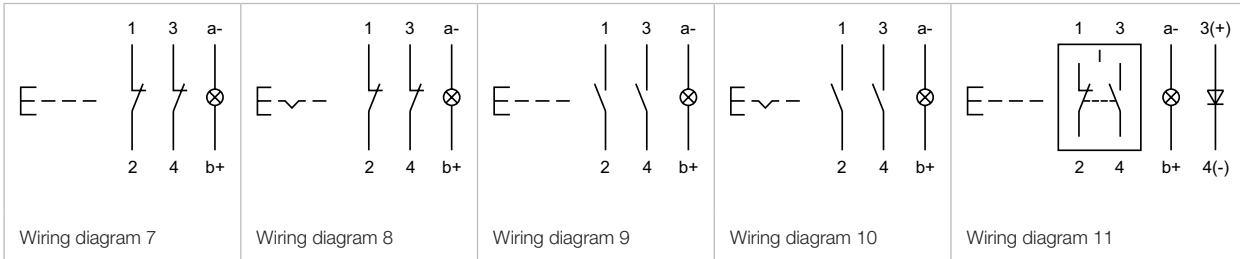 1 3 a-
2 4 b+
Wiring diagram 7
1 3 a-
2 4 b+
Wiring diagram 8
1 3 a-
2 4 b+
Wiring diagram 9
1 3 a-
2 4 b+
Wiring diagram 10
1 3 a- 3(+)
I
2 4 b+ 4(-)
Wiring diagram 11